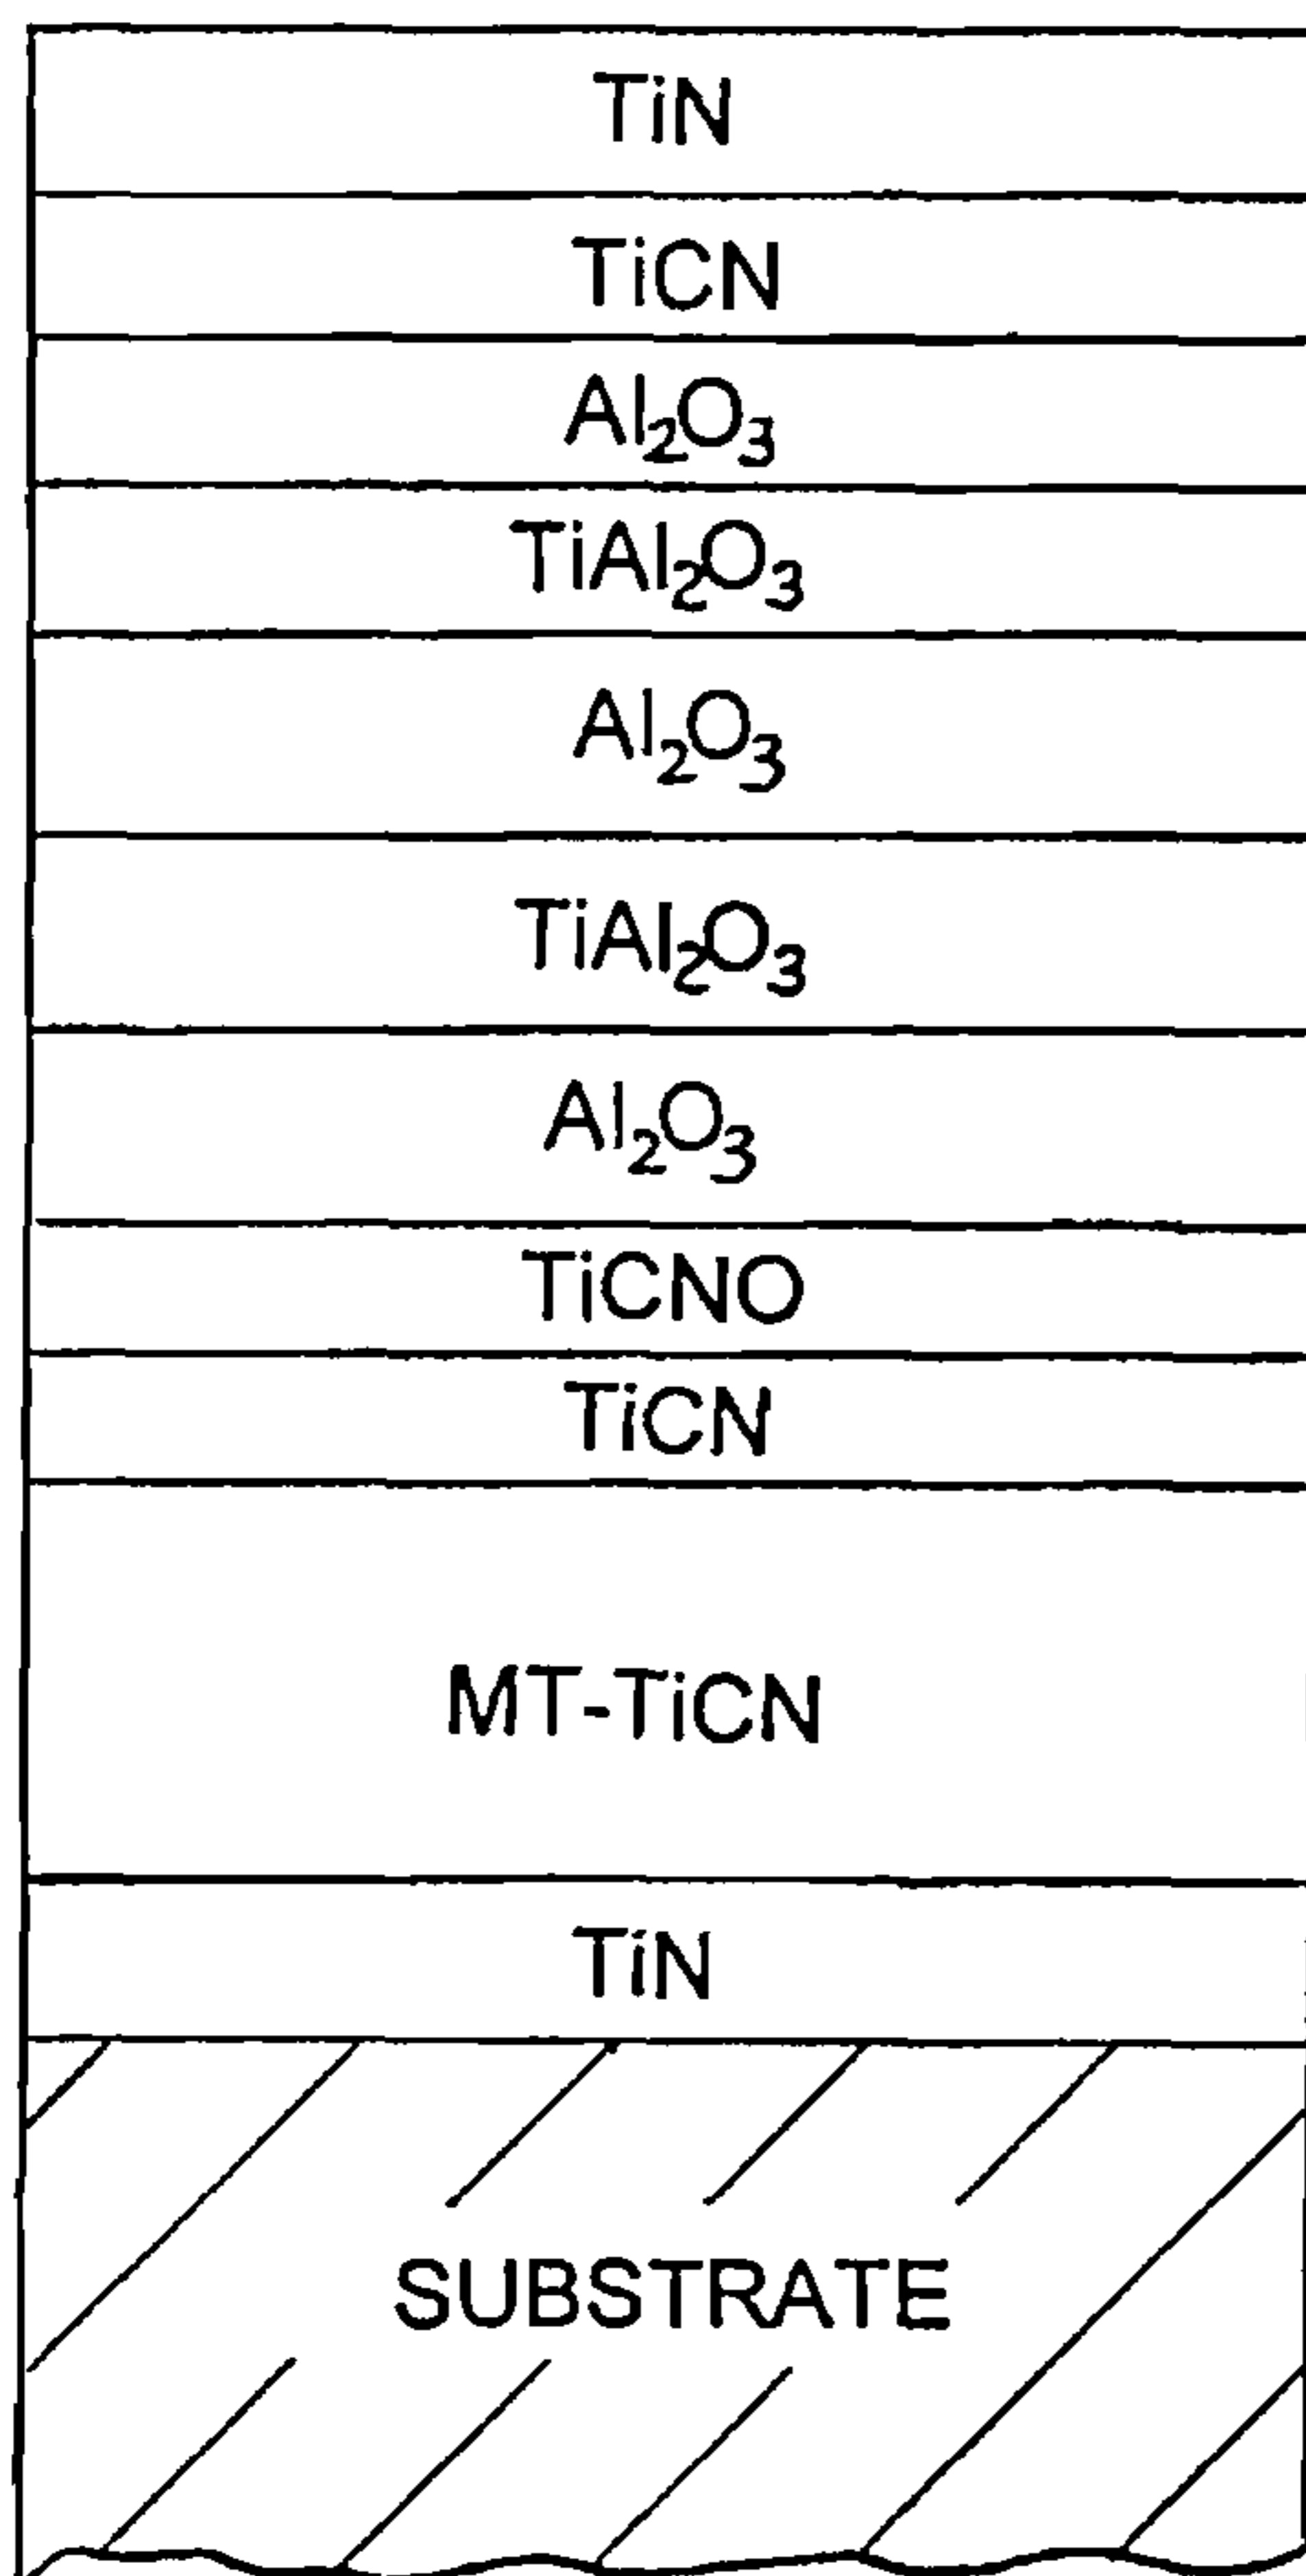 TiN
TiCN
Al₂O₃
TiAl₂O₃
Al₂O₃
TiAl₂O₃
Al₂O₃
TiCNO
TiCN
MT-TiCN
TiN
SUBSTRATE